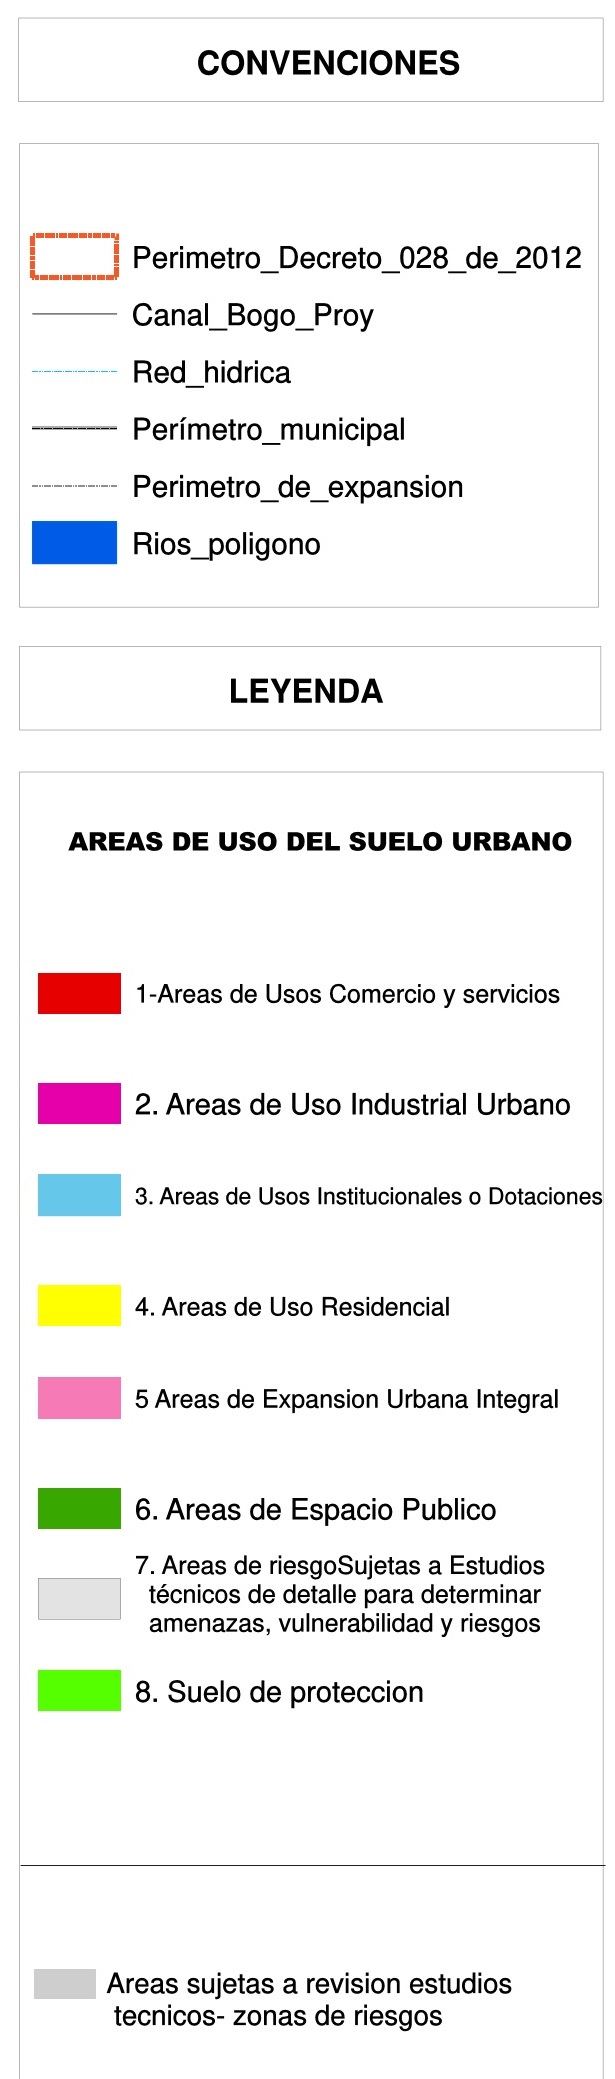 CONVENCIONES
Perimetro_Decreto_028_de_2012
Canal_Bogo_Proy
Red_hidrica
Perímetro_municipal
Perimetro_de_expansion
Rios_poligono
LEYENDA
AREAS DE USO DEL SUELO URBANO
1-Areas de Usos Comercio y servicios
2. Areas de Uso Industrial Urbano
3. Areas de Usos Institucionales o Dotaciones
4. Areas de Uso Residencial
5 Areas de Expansion Urbana Integral
6. Areas de Espacio Publico
7. Areas de riesgoSujetas a Estudios
técnicos de detalle para determinar
amenazas, vulnerabilidad y riesgos
8. Suelo de proteccion
Areas sujetas a revision estudios
tecnicos- zonas de riesgos